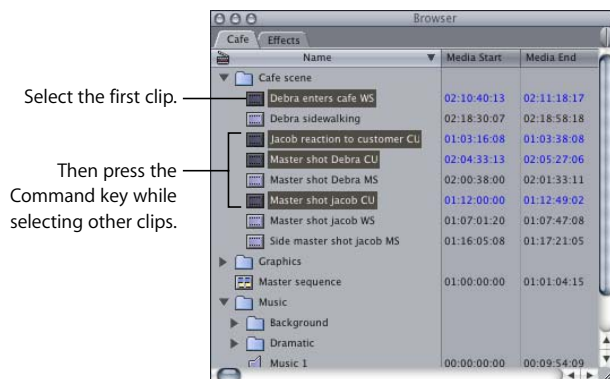 Browser
Cafe Effects
Name Media Start Media End
Cafe scene
Select the first clip.
Debra enters cafe WS 02:10:40:13 02:11:18:17
Debra sidewalking 02:18:30:07 02:18:58:18
Jacob reaction to customer CU 01:03:16:08 01:03:38:08
Then press the
Command key while
selecting other clips.
Master shot Debra CU 02:04:33:13 02:05:27:06
Master shot Debra MS 02:00:38:00 02:01:33:11
Master shot jacob CU 01:12:00:00 01:12:49:02
Master shot jacob WS 01:07:01:20 01:07:47:08
Side master shot jacob MS 01:16:05:08 01:17:21:05
Graphics
Master sequence 01:00:00:00 01:01:04:15
Music
Background
Dramatic
Music 1 00:00:00:00 00:09:54:09